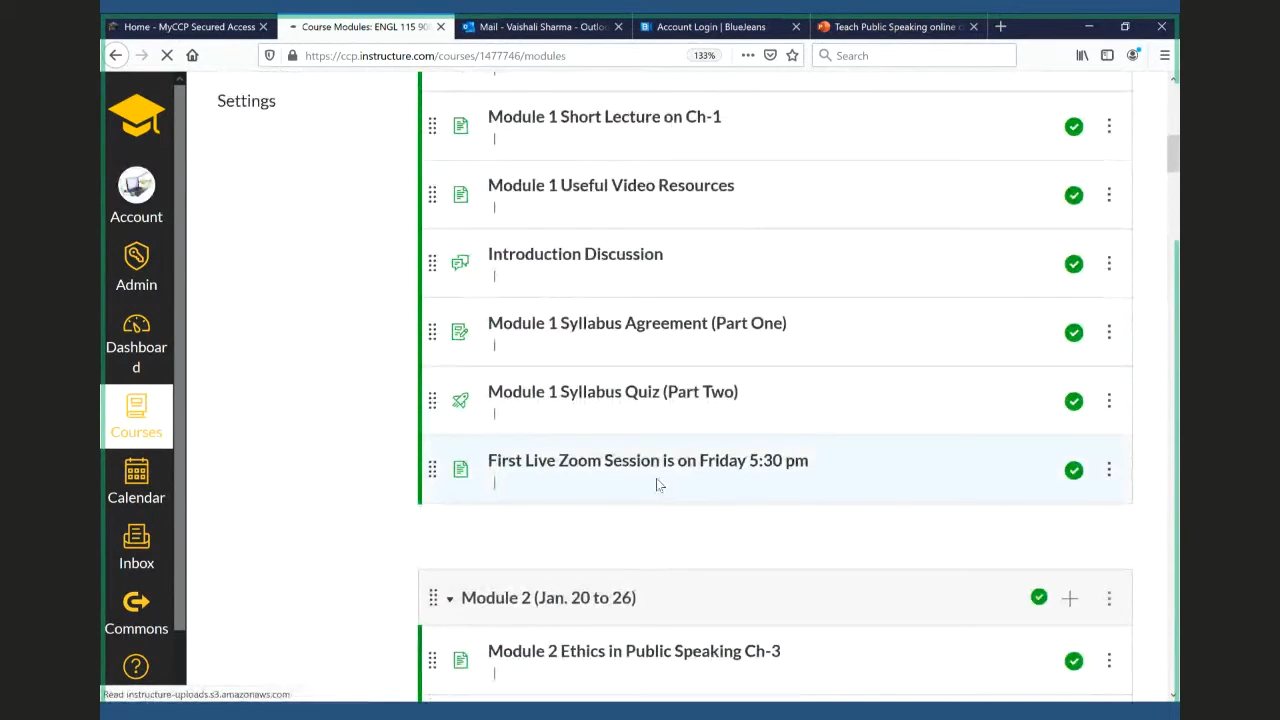 Home - MyCCP Secured Access
Course Modules: ENGL 115 90
Mail - Vaishali Sharma - Outlo
Account Login | BlueJeans
Teach Public Speaking online c
https://ccp.instructure.com/courses/1477746/modules
133%
Search
Settings
Account
Admin
Dashboar
d
Courses
Calendar
Inbox
Commons
Module 1 Short Lecture on Ch-1
Module 1 Useful Video Resources
Introduction Discussion
Module 1 Syllabus Agreement (Part One)
Module 1 Syllabus Quiz (Part Two)
First Live Zoom Session is on Friday 5:30 pm
Module 2 (Jan. 20 to 26)
Module 2 Ethics in Public Speaking Ch-3
Read instructure-uploads.s3.amazonaws.com